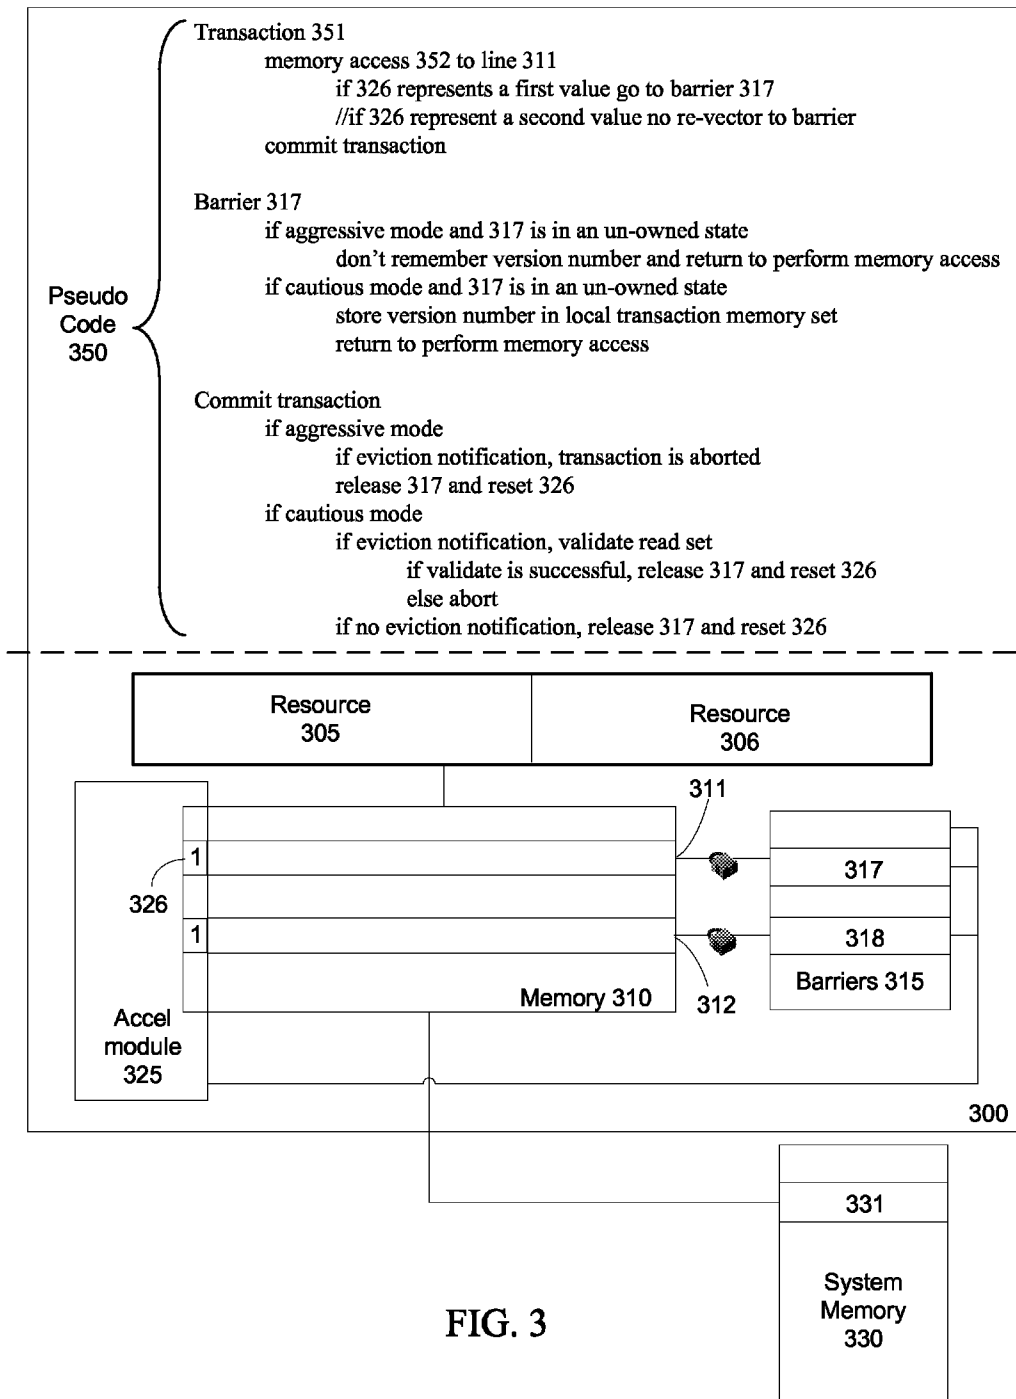 Transaction 351
memory access 352 to line 311
if 326 represents a first value go to barrier 317
//if 326 represent a second value no re-vector to barrier
commit transaction
Barrier 317
if aggressive mode and 317 is in an un-owned state
don't remember version number and return to perform memory access
if cautious mode and 317 is in an un-owned state
store version number in local transaction memory set
return to perform memory access
Pseudo
Code
350
Commit transaction
if aggressive mode
if eviction notification, transaction is aborted
release 317 and reset 326
if cautious mode
if eviction notification, validate read set
if validate is successful, release 317 and reset 326
else abort
if no eviction notification, release 317 and reset 326
Resource
305
Resource
306
311
1
317
326
1
318
Memory 310
312
Barriers 315
Accel
module
325
300
331
System
Memory
330
FIG. 3